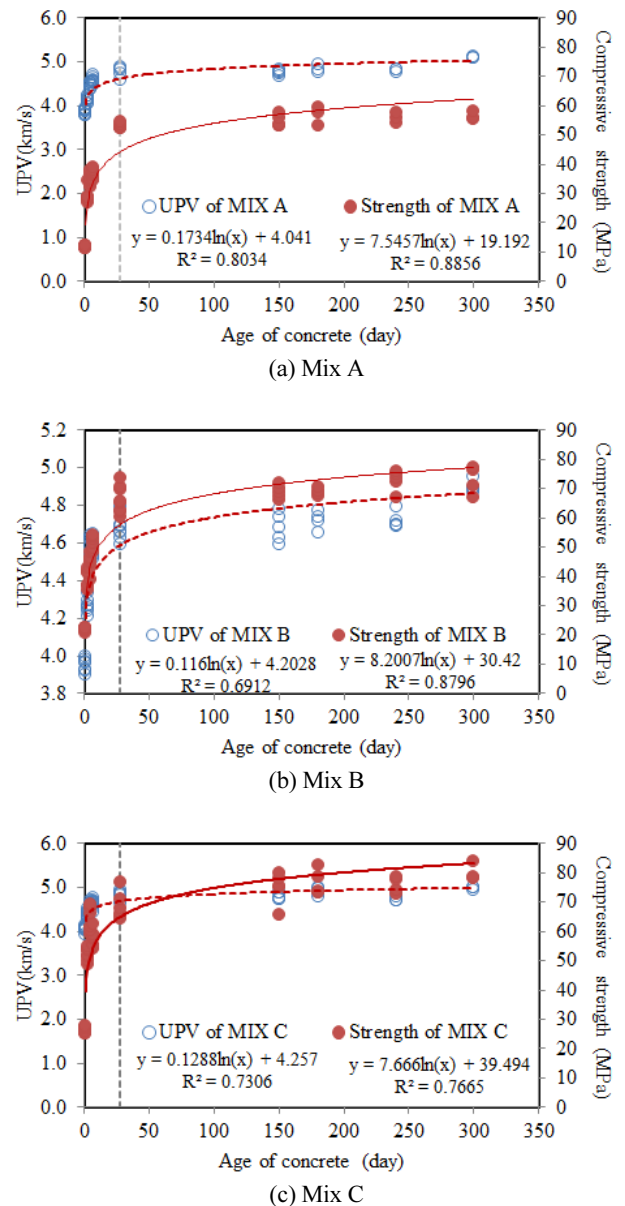 6.0 90
5.0 80
4.0 70
3.0 60
2.0 50
1.0 40
0.0 30
20
10
0
UPV(km/s)
Compressive strength (MPa)
UPV of MIX A Strength of MIX A
y = 0.1734ln(x) + 4.041 y = 7.5457ln(x) + 19.192
R² = 0.8034 R² = 0.8856
0 50 100 150 200 250 300 350
Age of concrete (day)
(a) Mix A
5.2 90
5.0 80
4.8 70
4.6 60
4.4 50
4.2 40
4.0 30
3.8 20
10
0
UPV(km/s)
Compressive strength (MPa)
UPV of MIX B Strength of MIX B
y = 0.116ln(x) + 4.2028 y = 8.2007ln(x) + 30.42
R² = 0.6912 R² = 0.8796
0 50 100 150 200 250 300 350
Age of concrete (day)
(b) Mix B
6.0 90
5.0 80
4.0 70
3.0 60
2.0 50
1.0 40
0.0 30
20
10
0
UPV(km/s)
Compressive strength (MPa)
UPV of MIX C Strength of MIX C
y = 0.1288ln(x) + 4.257 y = 7.666ln(x) + 39.494
R² = 0.7306 R² = 0.7665
0 50 100 150 200 250 300 350
Age of concrete (day)
(c) Mix C